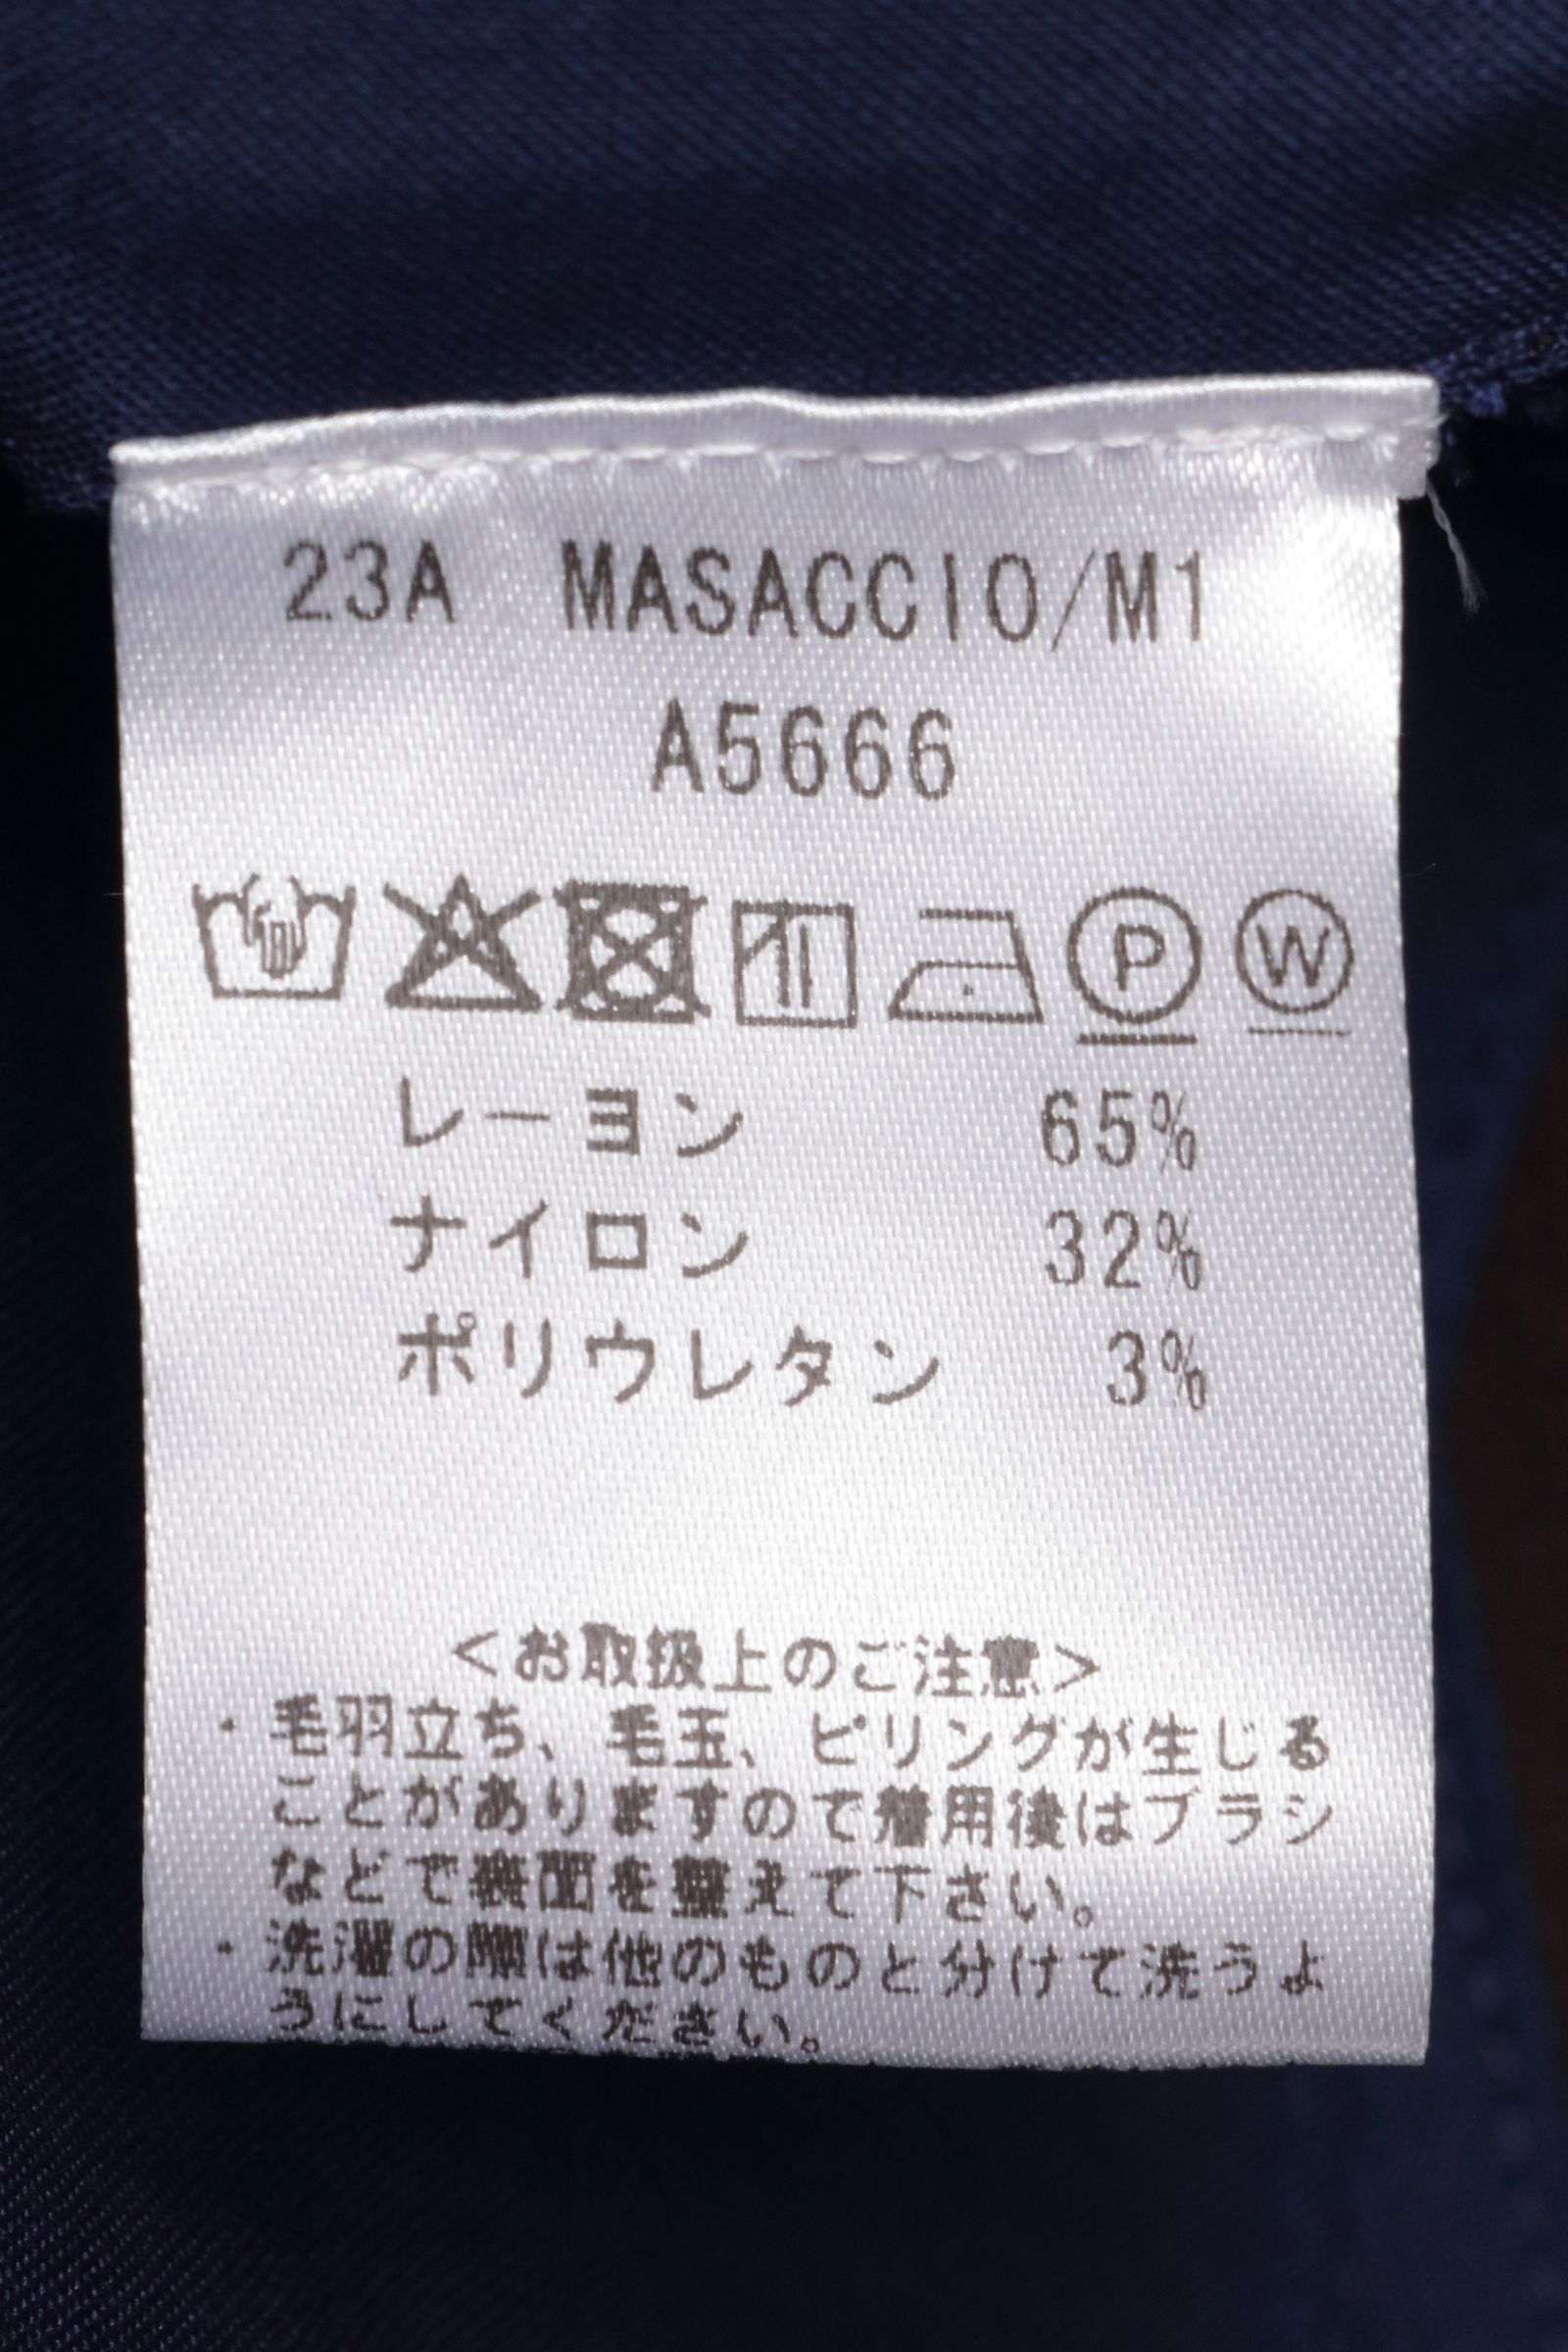 23A MASACCIO/M1
A5666
P W
レーヨン 65%
ナイロン 32%
ポリウレタン 3%
<お取扱上のご注意>
・毛羽立ち、毛玉、ピリングが生じる
ことがありますので着用後はブラシ
などで表面を整えて下さい。
・洗濯の際は他のものと分けて洗うよ
うにしてください。